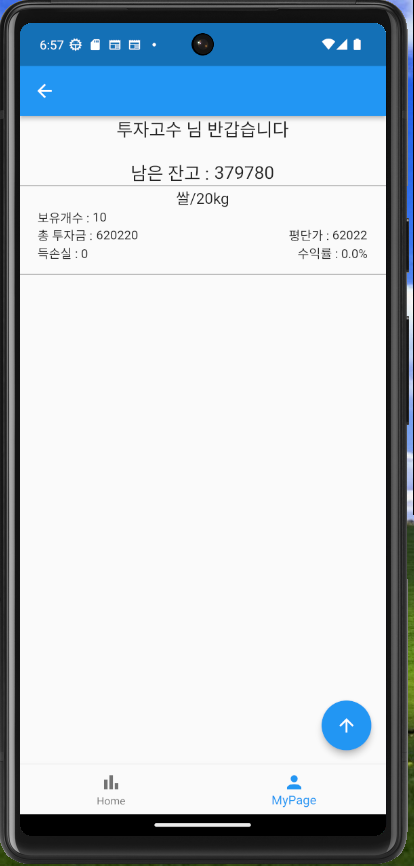 6:57
투자고수 님 반갑습니다
남은 잔고 : 379780
쌀/20kg
보유개수 : 10
총 투자금 : 620220 평단가 : 62022
득손실 : 0 수익률 : 0.0%
Home MyPage